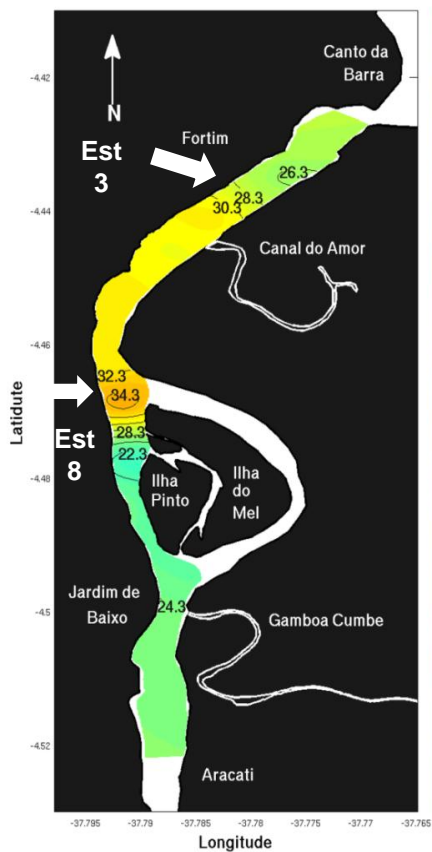 Canto da
Barra
-4.42
N
Fortim
Est
3
26.3
28.3
30.3
-4.44
Canal do Amor
-4.46
32.3
34.3
Latidute
Est
8
28.3
22.3
-4.48
Ilha
Pinto
Ilha
do
Mel
Jardim de
Baixo
24.3
-4.5
Gamboa Cumbe
-4.52
Aracati
-37.795
-37.79
-37.785
-37.78
-37.775
-37.77
-37.765
Longitude